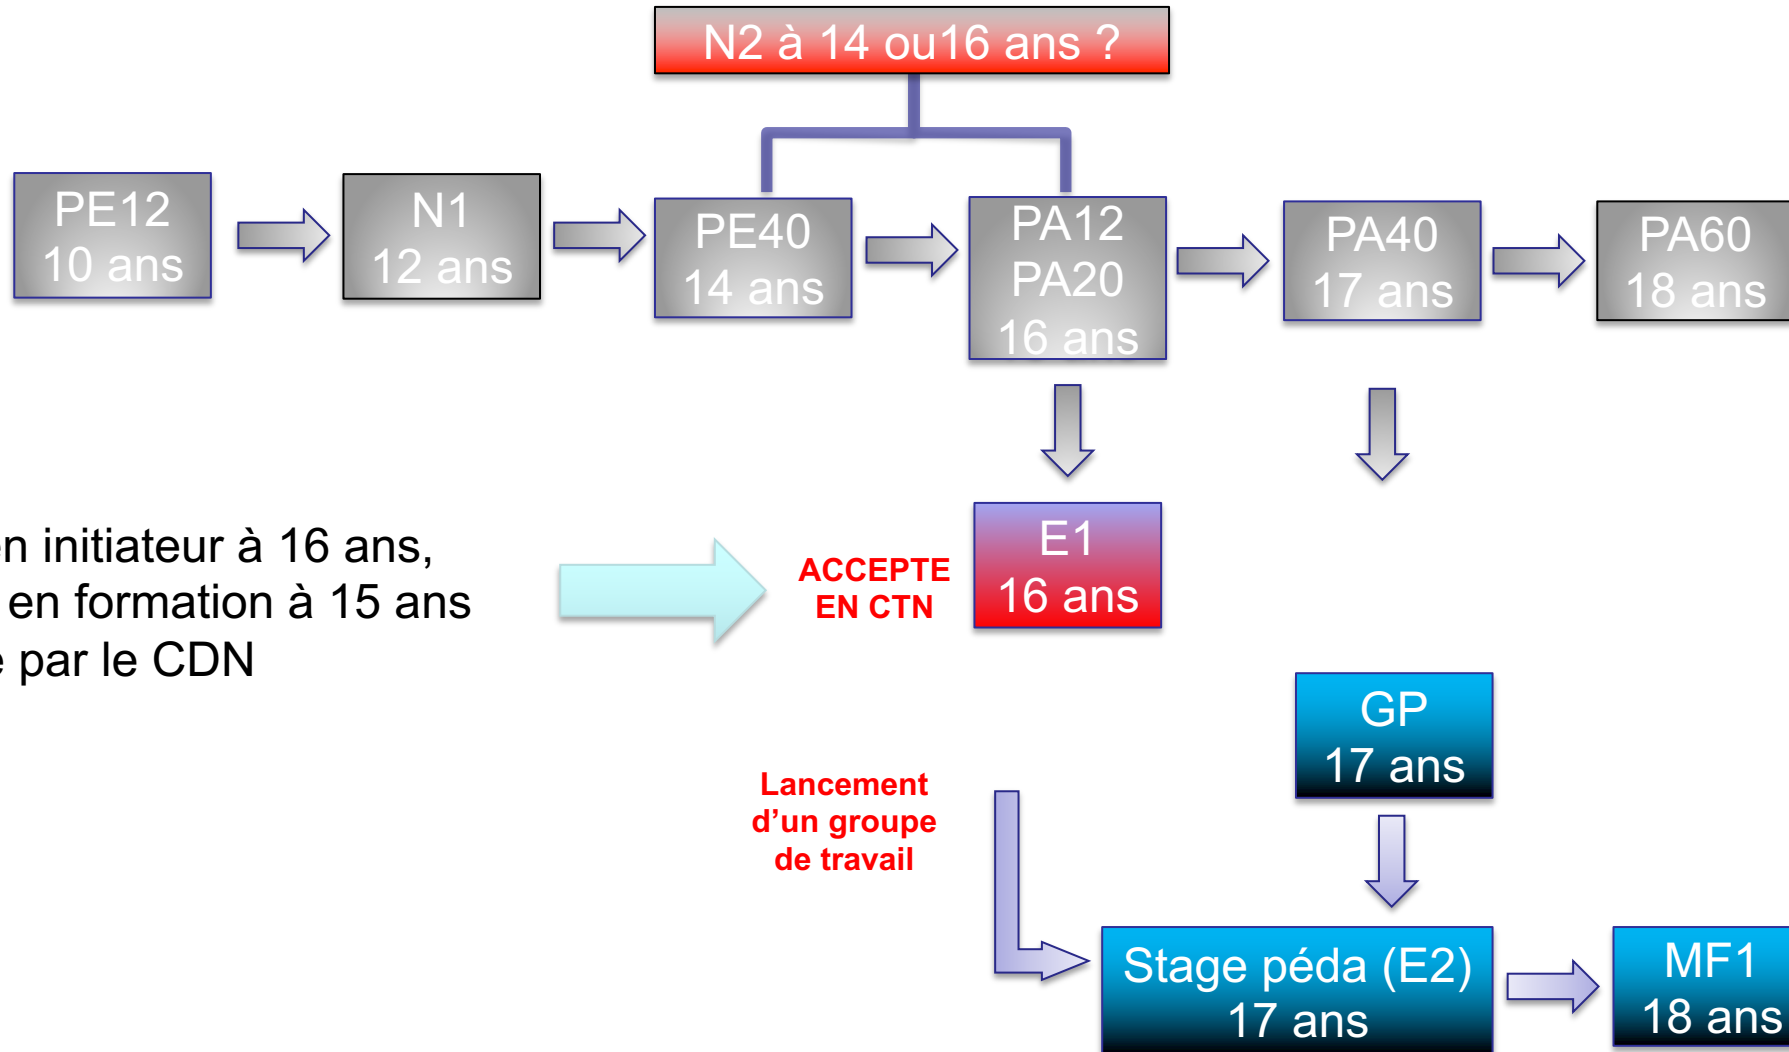 N2 à 14 ou16 ans ?
PE12
10 ans
N1
12 ans
PE40
14 ans
PA12
PA20
16 ans
PA40
17 ans
PA60
18 ans
en initiateur à 16 ans,
en formation à 15 ans
par le CDN
ACCEPTE
EN CTN
E1
16 ans
GP
17 ans
Lancement
d’un groupe
de travail
Stage péda (E2)
17 ans
MF1
18 ans